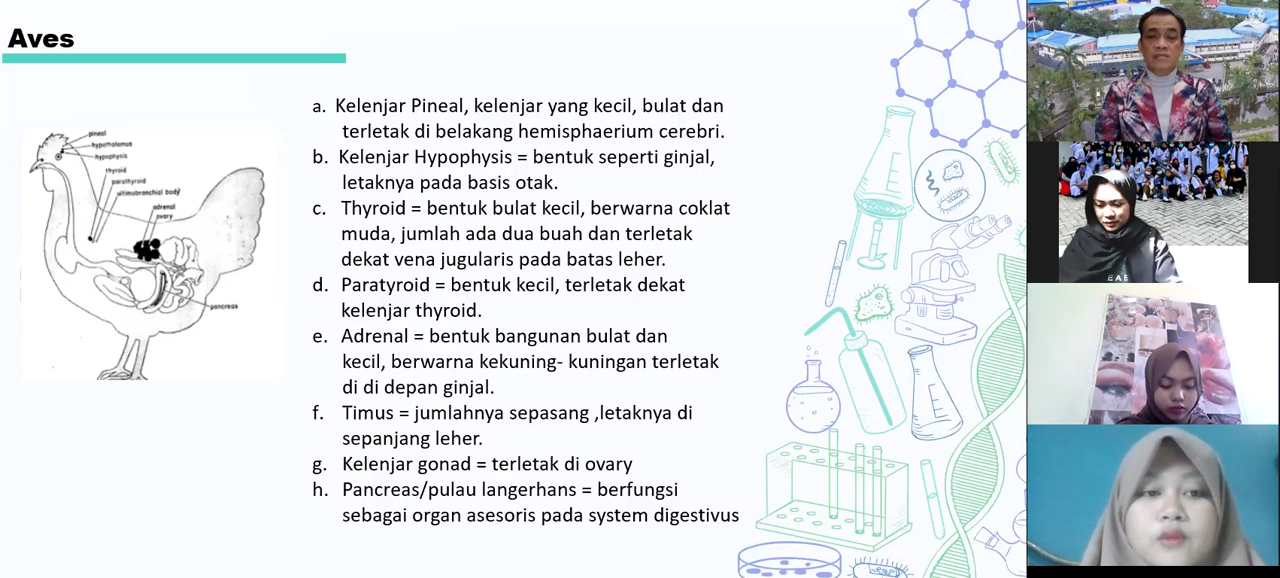 Aves
pineal
hypothalamus
hypophysis
thyroid
parathyroid
ultimobranchial body
adrenal
ovary
pancreas
a. Kelenjar Pineal, kelenjar yang kecil, bulat dan
terletak di belakang hemisphaerium cerebri.
b. Kelenjar Hypophysis = bentuk seperti ginjal,
letaknya pada basis otak.
c. Thyroid = bentuk bulat kecil, berwarna coklat
muda, jumlah ada dua buah dan terletak
dekat vena jugularis pada batas leher.
d. Paratyroid = bentuk kecil, terletak dekat
kelenjar thyroid.
e. Adrenal = bentuk bangunan bulat dan
kecil, berwarna kekuning- kuningan terletak
di di depan ginjal.
f. Timus = jumlahnya sepasang ,letaknya di
sepanjang leher.
g. Kelenjar gonad = terletak di ovary
h. Pancreas/pulau langerhans = berfungsi
sebagai organ asesoris pada system digestivus